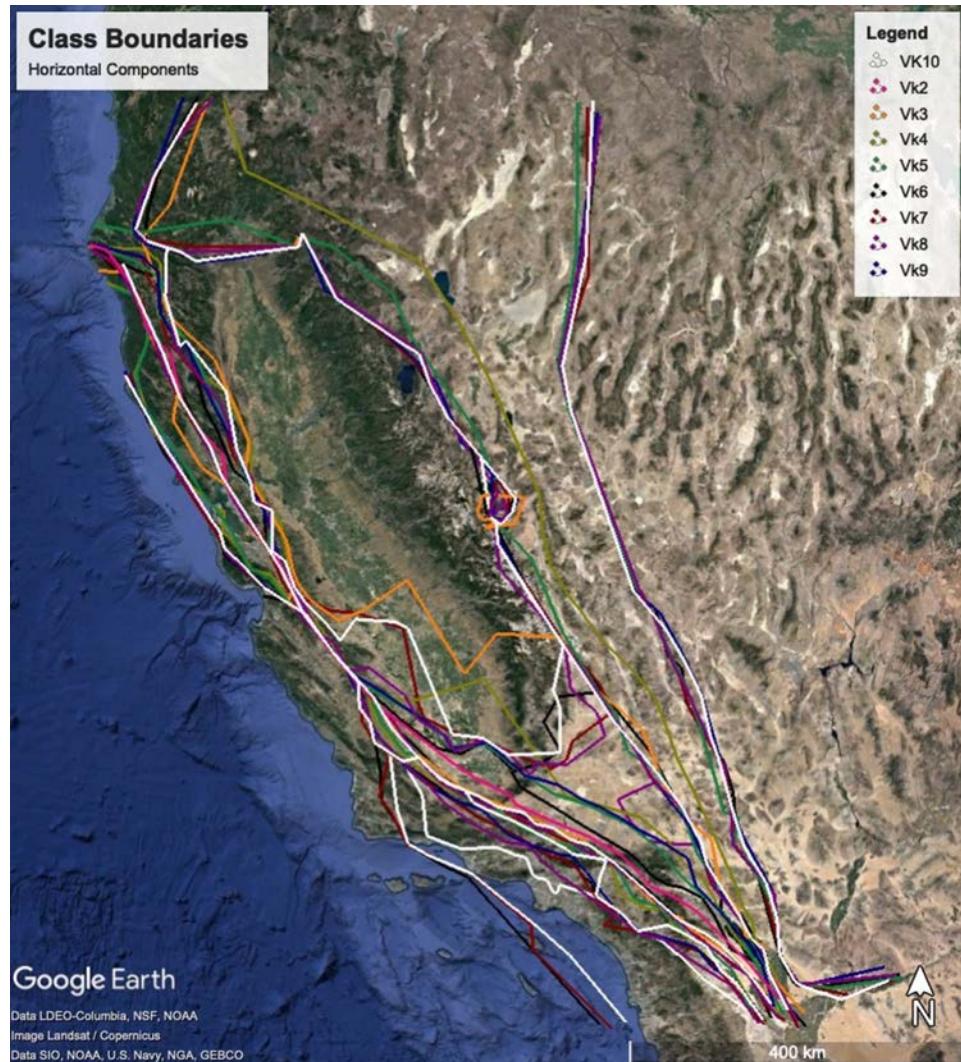 Class Boundaries
Horizontal Components
Legend
VK10
Vk2
Vk3
Vk4
Vk5
Vk6
Vk7
Vk8
Vk9
Google Earth
Data LDEO-Columbia, NSF, NOAA
Image Landsat / Copernicus
Data SIO, NOAA, U.S. Navy, NGA, GEBCO
400 km
N